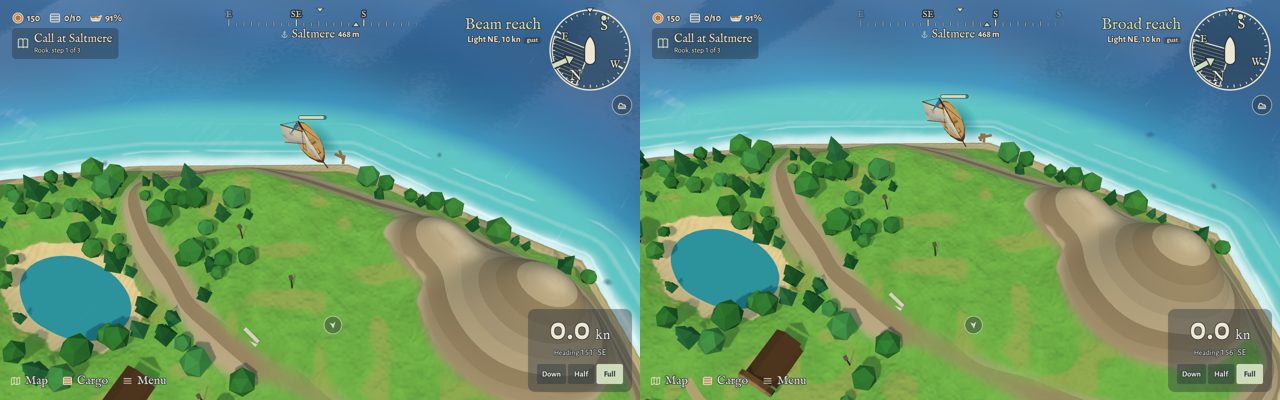 150 0/10 91%
E SE S
Saltmere 468 m
Call at Saltmere
Rook, step 1 of 3
Beam reach
Light NE, 10 kn gust
S
E
W
N
0.0 kn
Heading 151° SE
Down Half Full
Map Cargo Menu
150 0/10 91%
E SE S S
Saltmere 468 m
Call at Saltmere
Rook, step 1 of 3
Broad reach
Light NE, 10 kn gust
S
E
W
N
0.0 kn
Heading 156° SE
Down Half Full
Map Cargo Menu